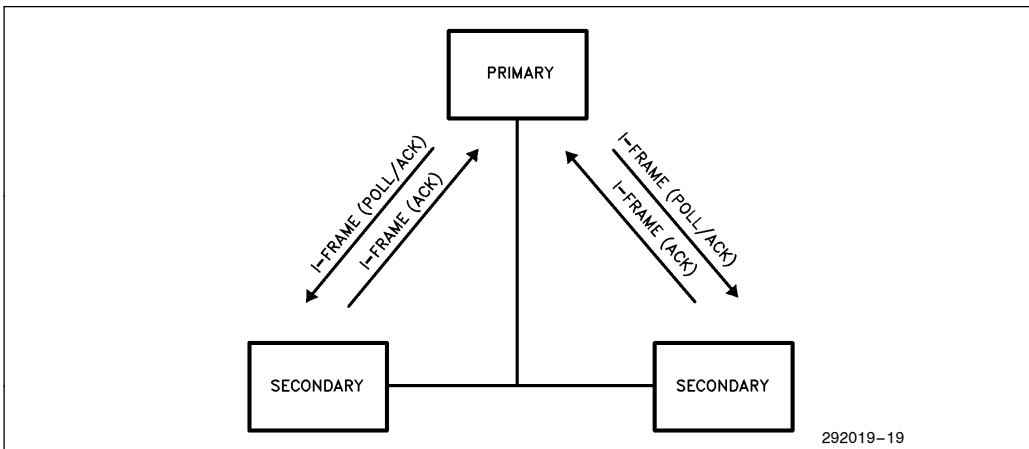 PRIMARY
I-FRAME (POLL/ACK)
I-FRAME (ACK)
I-FRAME (POLL/ACK)
I-FRAME (ACK)
SECONDARY
SECONDARY
292019-19